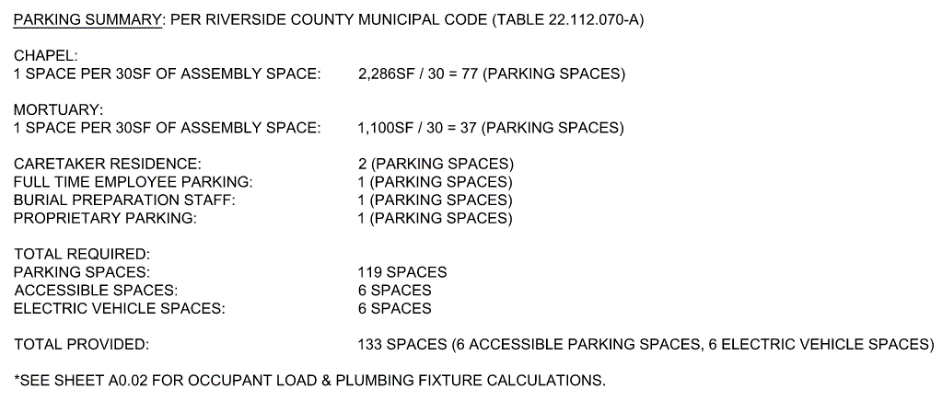 PARKING SUMMARY: PER RIVERSIDE COUNTY MUNICIPAL CODE (TABLE 22.112.070-A)
CHAPEL:
1 SPACE PER 30SF OF ASSEMBLY SPACE: 2,286SF / 30 = 77 (PARKING SPACES)
MORTUARY:
1 SPACE PER 30SF OF ASSEMBLY SPACE: 1,100SF / 30 = 37 (PARKING SPACES)
CARETAKER RESIDENCE: 2 (PARKING SPACES)
FULL TIME EMPLOYEE PARKING: 1 (PARKING SPACES)
BURIAL PREPARATION STAFF: 1 (PARKING SPACES)
PROPRIETARY PARKING: 1 (PARKING SPACES)
TOTAL REQUIRED:
PARKING SPACES: 119 SPACES
ACCESSIBLE SPACES: 6 SPACES
ELECTRIC VEHICLE SPACES: 6 SPACES
TOTAL PROVIDED: 133 SPACES (6 ACCESSIBLE PARKING SPACES, 6 ELECTRIC VEHICLE SPACES)
*SEE SHEET A0.02 FOR OCCUPANT LOAD & PLUMBING FIXTURE CALCULATIONS.